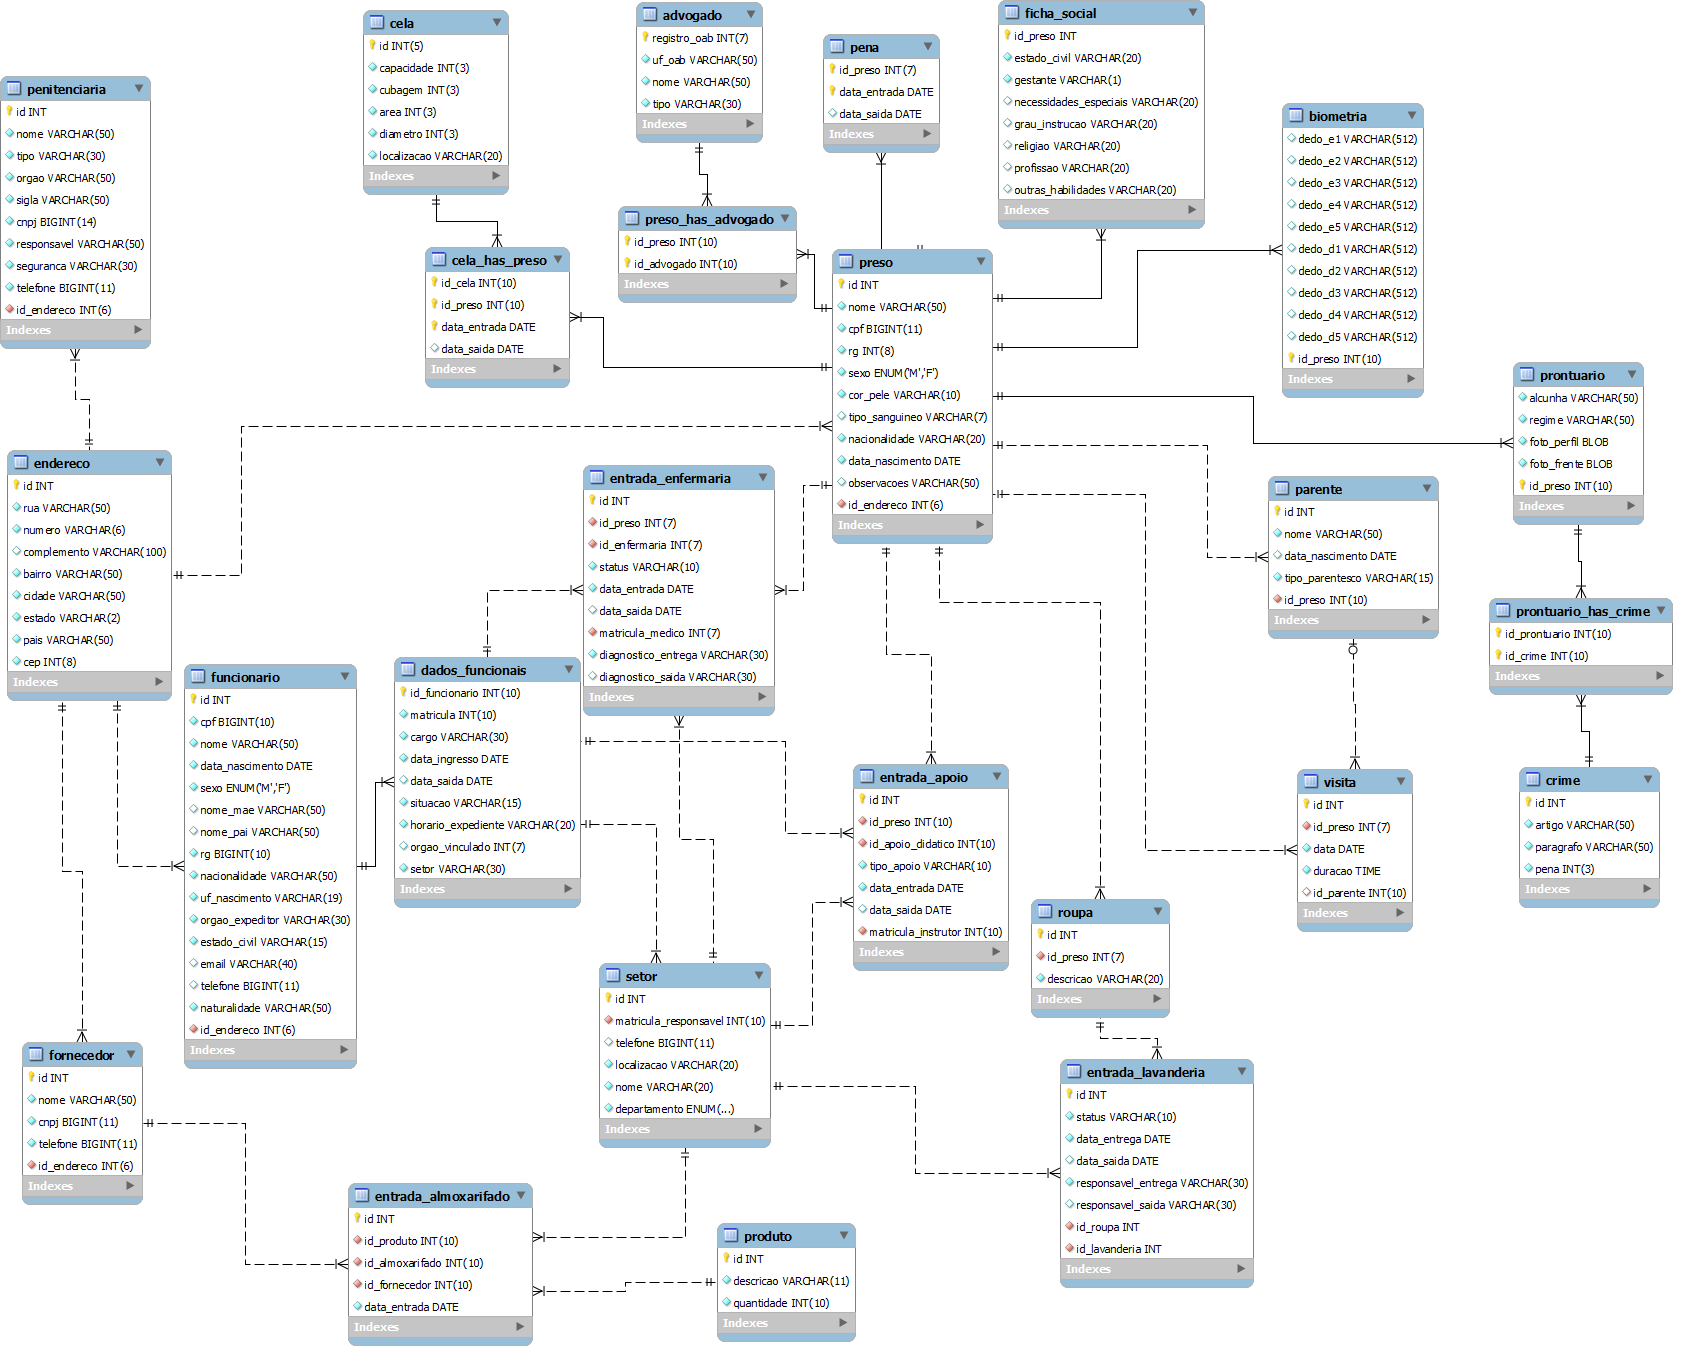 cela
id INT(5)
capacidade INT(3)
cubagem INT(3)
area INT(3)
diametro INT(3)
localizacao VARCHAR(20)
Indexes
advogado
registro_oab INT(7)
uf_oab VARCHAR(50)
nome VARCHAR(50)
tipo VARCHAR(30)
Indexes
pena
id_preso INT(7)
data_entrada DATE
data_saida DATE
Indexes
ficha_social
id_preso INT
estado_civil VARCHAR(20)
gestante VARCHAR(1)
necessidades_especiais VARCHAR(20)
grau_instrucao VARCHAR(20)
religiao VARCHAR(20)
profissao VARCHAR(20)
outras_habilidades VARCHAR(20)
Indexes
penitenciaria
id INT
nome VARCHAR(50)
tipo VARCHAR(30)
orgao VARCHAR(50)
sigla VARCHAR(50)
cnpj BIGINT(14)
responsavel VARCHAR(50)
seguranca VARCHAR(30)
telefone BIGINT(11)
id_endereco INT(6)
Indexes
biometria
dedo_e1 VARCHAR(512)
dedo_e2 VARCHAR(512)
dedo_e3 VARCHAR(512)
dedo_e4 VARCHAR(512)
dedo_e5 VARCHAR(512)
dedo_d1 VARCHAR(512)
dedo_d2 VARCHAR(512)
dedo_d3 VARCHAR(512)
dedo_d4 VARCHAR(512)
dedo_d5 VARCHAR(512)
id_preso INT(10)
Indexes
preso_has_advogado
id_preso INT(10)
id_advogado INT(10)
Indexes
cela_has_preso
id_cela INT(10)
id_preso INT(10)
data_entrada DATE
data_saida DATE
Indexes
preso
id INT
nome VARCHAR(50)
cpf BIGINT(11)
rg INT(8)
sexo ENUM('M','F')
cor_pele VARCHAR(10)
tipo_sanguineo VARCHAR(7)
nacionalidade VARCHAR(20)
data_nascimento DATE
observacoes VARCHAR(50)
id_endereco INT(6)
Indexes
prontuario
alcunha VARCHAR(50)
regime VARCHAR(50)
foto_perfil BLOB
foto_frente BLOB
id_preso INT(10)
Indexes
endereco
id INT
rua VARCHAR(50)
numero VARCHAR(6)
complemento VARCHAR(100)
bairro VARCHAR(50)
cidade VARCHAR(50)
estado VARCHAR(2)
pais VARCHAR(50)
cep INT(8)
Indexes
entrada_enfermaria
id INT
id_preso INT(7)
id_enfermaria INT(7)
status VARCHAR(10)
data_entrada DATE
data_saida DATE
matricula_medico INT(7)
diagnostico_entrega VARCHAR(30)
diagnostico_saida VARCHAR(30)
Indexes
parente
id INT
nome VARCHAR(50)
data_nascimento DATE
tipo_parentesco VARCHAR(15)
id_preso INT(10)
Indexes
prontuario_has_crime
id_prontuario INT(10)
id_crime INT(10)
Indexes
funcionario
id INT
cpf BIGINT(10)
nome VARCHAR(50)
data_nascimento DATE
sexo ENUM('M','F')
nome_mae VARCHAR(50)
nome_pai VARCHAR(50)
rg BIGINT(10)
nacionalidade VARCHAR(50)
uf_nascimento VARCHAR(19)
orgao_expeditor VARCHAR(30)
estado_civil VARCHAR(15)
email VARCHAR(40)
telefone BIGINT(11)
naturalidade VARCHAR(50)
id_endereco INT(6)
Indexes
dados_funcionais
id_funcionario INT(10)
matricula INT(10)
cargo VARCHAR(30)
data_ingresso DATE
data_saida DATE
situacao VARCHAR(15)
horario_expediente VARCHAR(20)
orgao_vinculado INT(7)
setor VARCHAR(30)
Indexes
entrada_apoio
id INT
id_preso INT(10)
id_apoio_didatico INT(10)
tipo_apoio VARCHAR(10)
data_entrada DATE
data_saida DATE
matricula_instrutor INT(10)
Indexes
visita
id INT
id_preso INT(7)
data DATE
duracao TIME
id_parente INT(10)
Indexes
crime
id INT
artigo VARCHAR(50)
paragrafo VARCHAR(50)
pena INT(3)
Indexes
roupa
id INT
id_preso INT(7)
descricao VARCHAR(20)
Indexes
setor
id INT
matricula_responsavel INT(10)
telefone BIGINT(11)
localizacao VARCHAR(20)
nome VARCHAR(20)
departamento ENUM(...)
Indexes
fornecedor
id INT
nome VARCHAR(50)
cnpj BIGINT(11)
telefone BIGINT(11)
id_endereco INT(6)
Indexes
entrada_lavanderia
id INT
status VARCHAR(10)
data_entrega DATE
data_saida DATE
responsavel_entrega VARCHAR(30)
responsavel_saida VARCHAR(30)
id_roupa INT
id_lavanderia INT
Indexes
entrada_almoxarifado
id INT
id_produto INT(10)
id_almoxarifado INT(10)
id_fornecedor INT(10)
data_entrada DATE
Indexes
produto
id INT
descricao VARCHAR(11)
quantidade INT(10)
Indexes